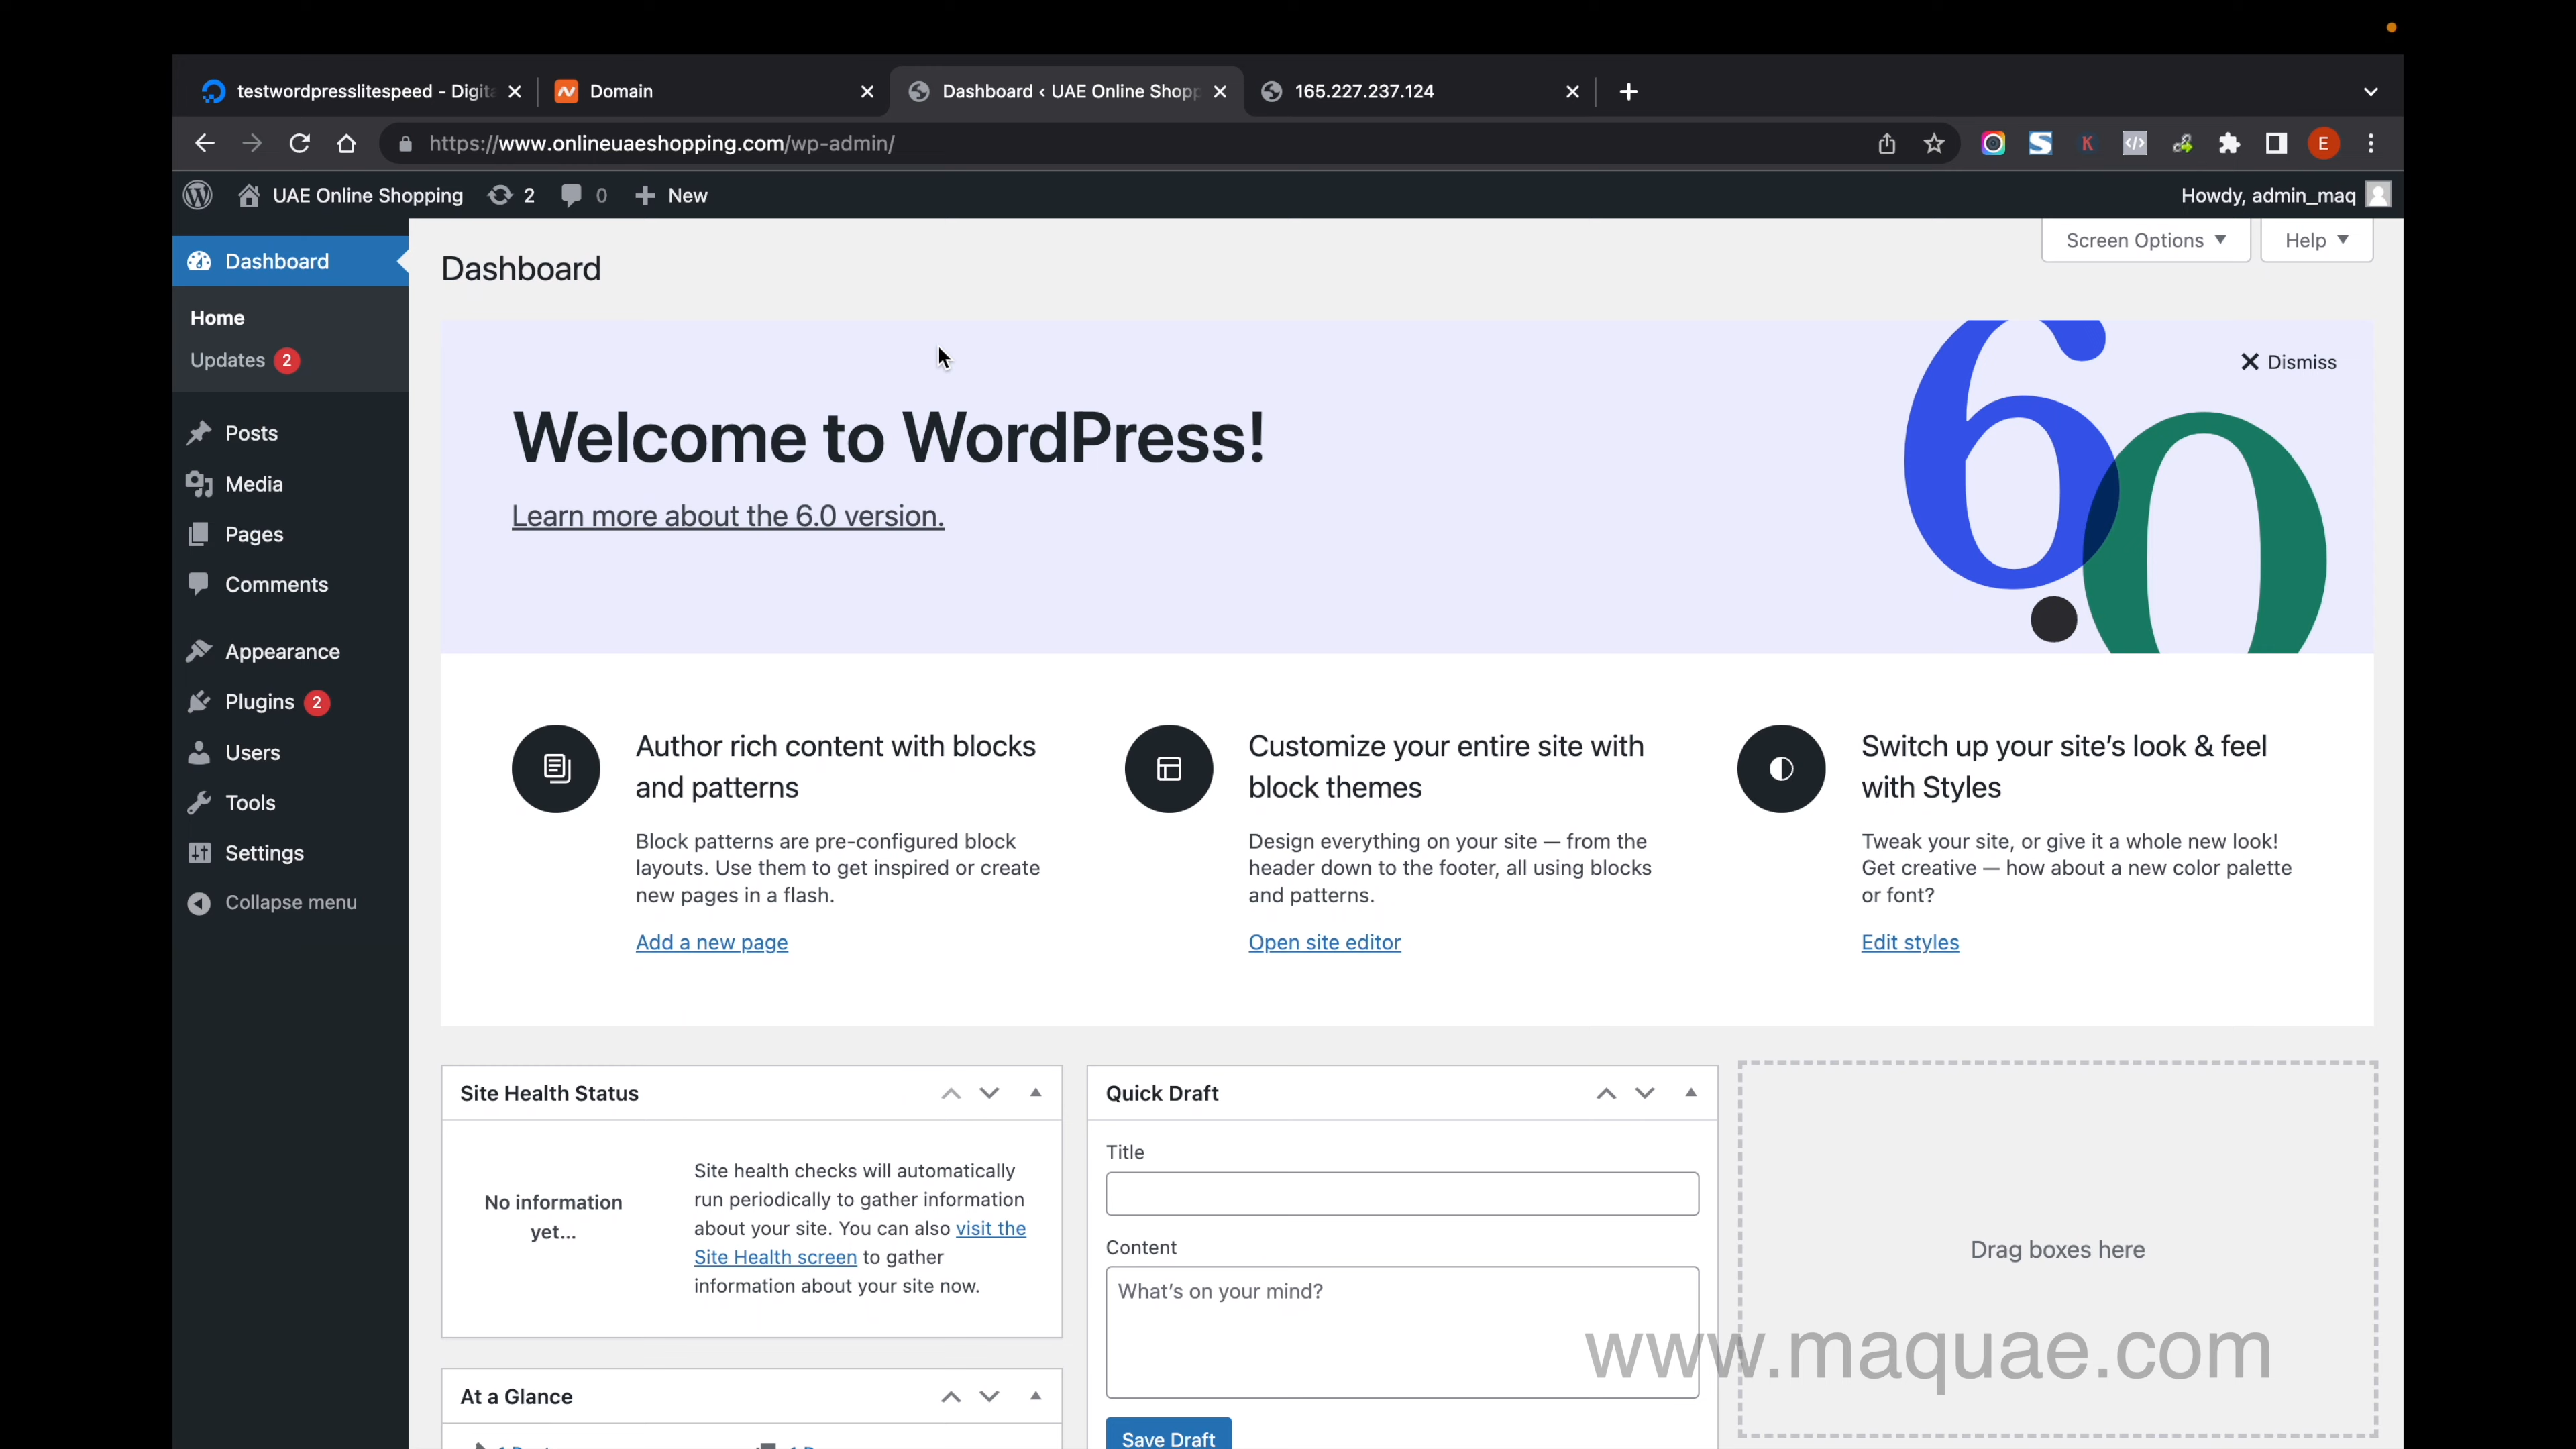 testwordpresslitespeed - Digita
Domain
Dashboard ‹ UAE Online Shopp
165.227.237.124
https://www.onlineuaeshopping.com/wp-admin/
E
UAE Online Shopping
2
0
New
Howdy, admin_maq
Dashboard
Home
Updates 2
Posts
Media
Pages
Comments
Appearance
Plugins 2
Users
Tools
Settings
Collapse menu
Dashboard
Screen Options
Help
Dismiss
Welcome to WordPress!
Learn more about the 6.0 version.
6.0
Author rich content with blocks
and patterns
Block patterns are pre-configured block
layouts. Use them to get inspired or create
new pages in a flash.
Add a new page
Customize your entire site with
block themes
Design everything on your site — from the
header down to the footer, all using blocks
and patterns.
Open site editor
Switch up your site’s look & feel
with Styles
Tweak your site, or give it a whole new look!
Get creative — how about a new color palette
or font?
Edit styles
Site Health Status
No information
yet...
Site health checks will automatically
run periodically to gather information
about your site. You can also visit the
Site Health screen to gather
information about your site now.
At a Glance
Quick Draft
Title
Content
What’s on your mind?
Save Draft
Drag boxes here
www.maquae.com